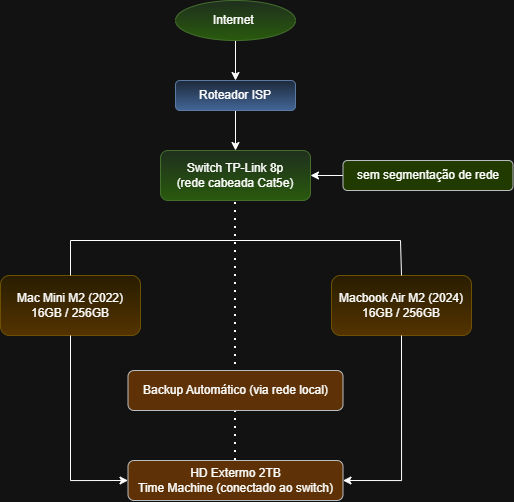 Internet
Roteador ISP
Switch TP-Link 8p
(rede cabeada Cat5e)
sem segmentação de rede
Mac Mini M2 (2022)
16GB / 256GB
Macbook Air M2 (2024)
16GB / 256GB
Backup Automático (via rede local)
HD Extermo 2TB
Time Machine (conectado ao switch)